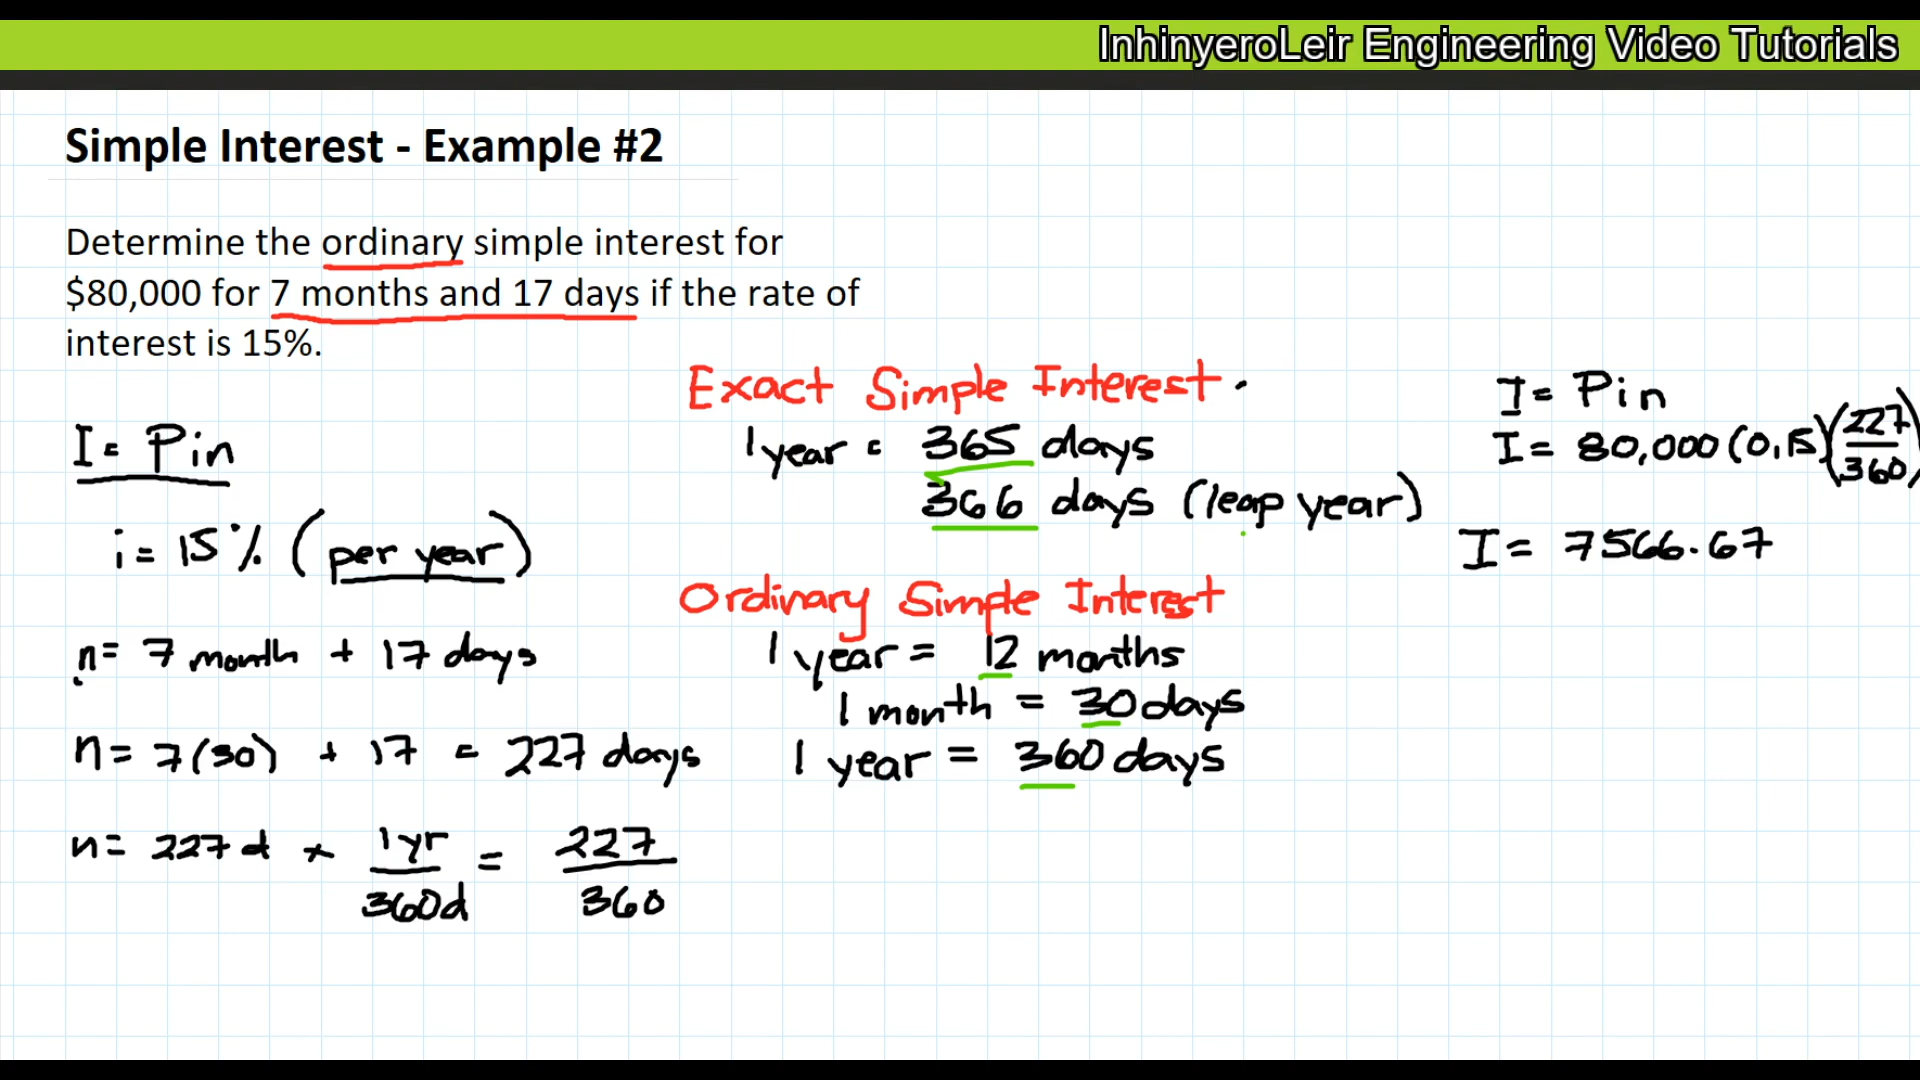 InhinyeroLeir Engineering Video Tutorials
Simple Interest - Example #2
Determine the ordinary simple interest for
$80,000 for 7 months and 17 days if the rate of
interest is 15%.
I = Pin
i = 15% (per year)
n = 7 month + 17 days
n = 7(30) + 17 = 227 days
n = 227 d × 1yr/360d = 227/360
Exact Simple Interest
1 year = 365 days
366 days (leap year)
Ordinary Simple Interest
1 year = 12 months
1 month = 30 days
1 year = 360 days
I = Pin
I = 80,000 (0.15)(227/360)
I = 7566.67